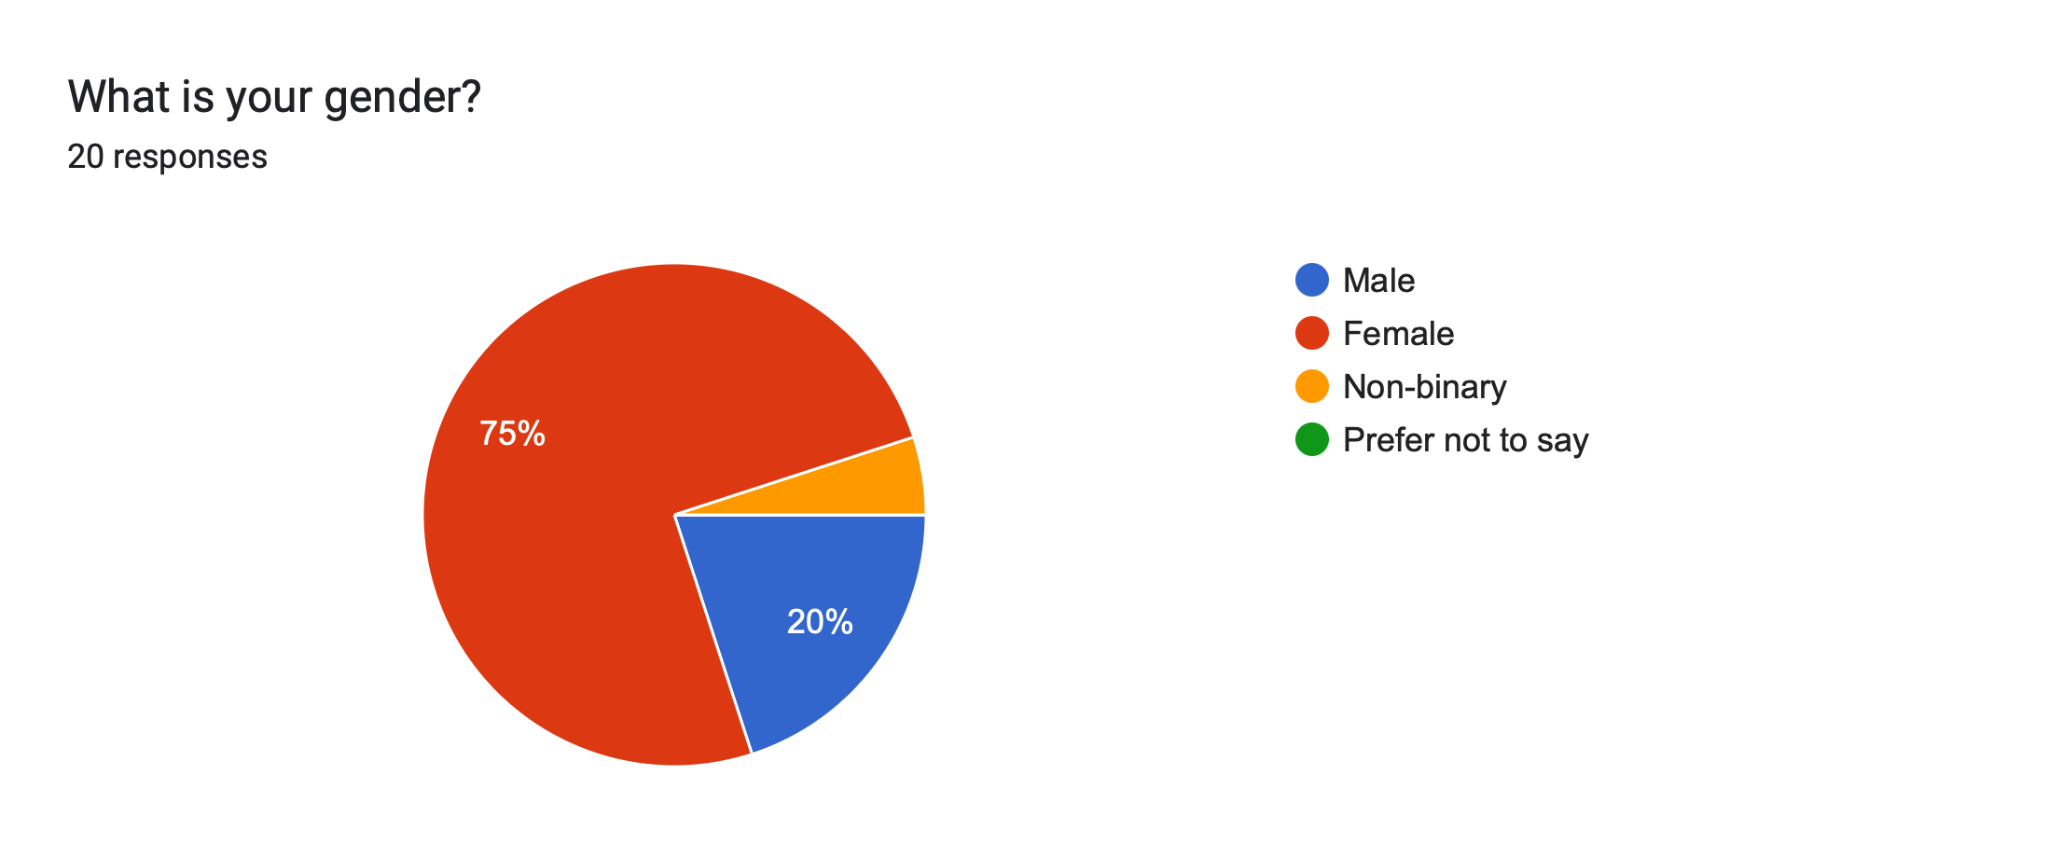 What is your gender?
20 responses
75%
20%
Male
Female
Non-binary
Prefer not to say